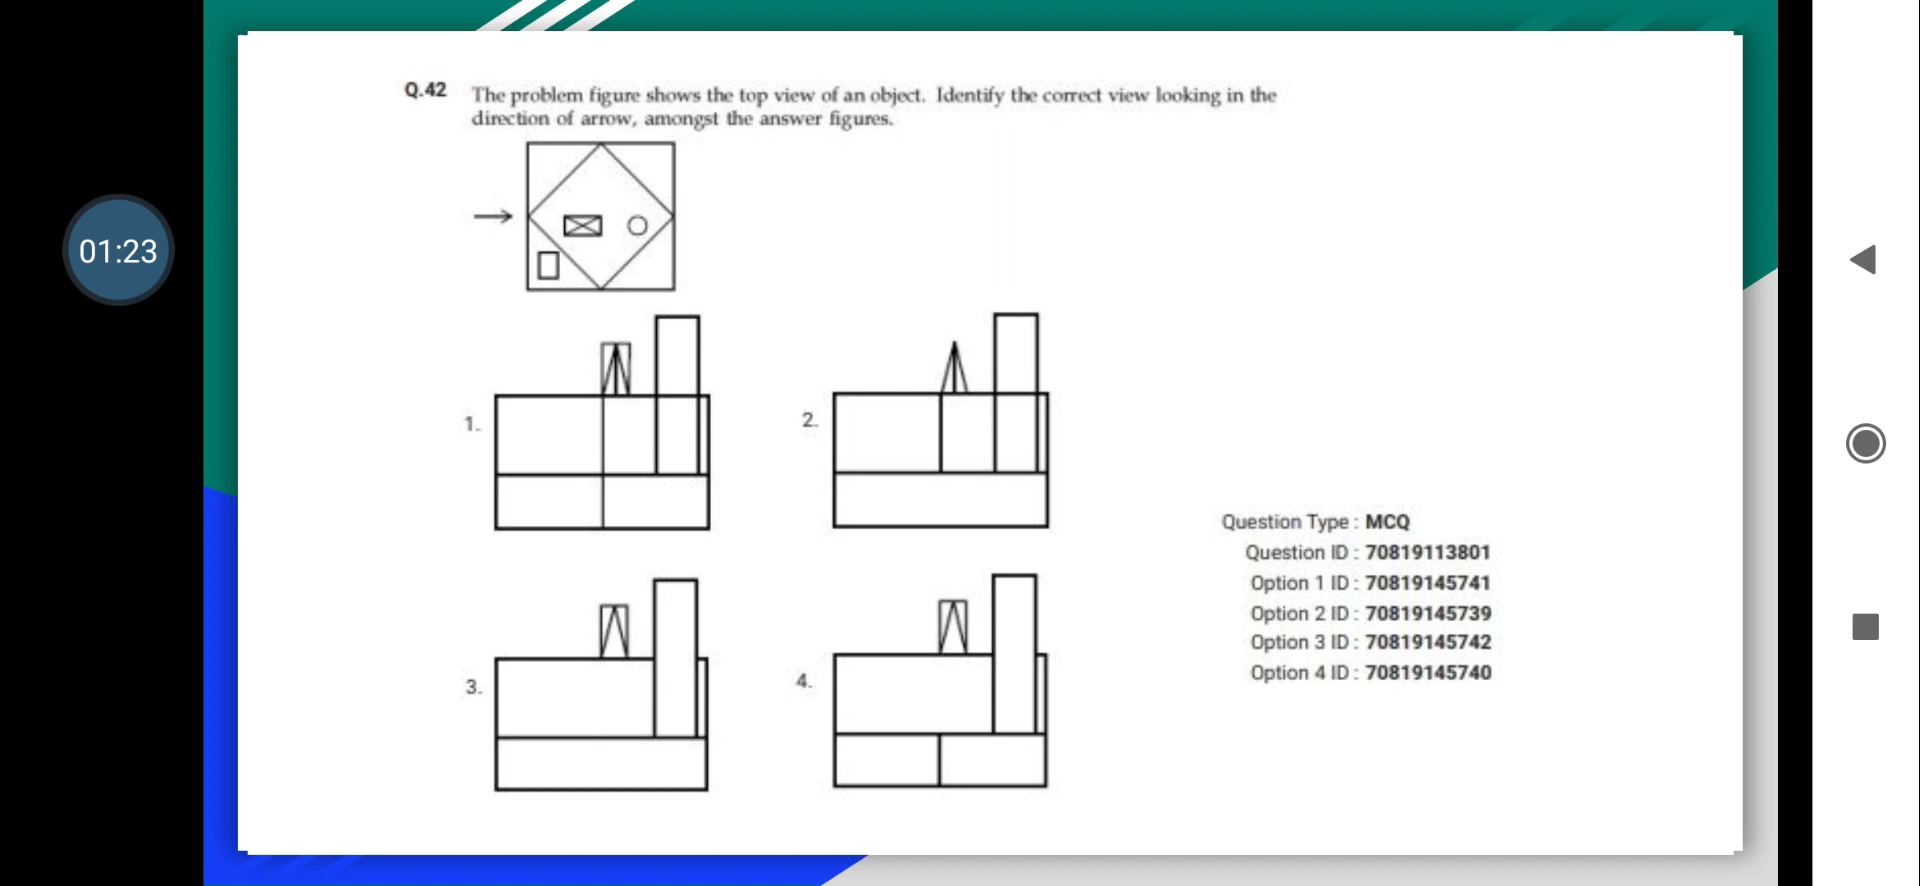 01:23
Q.42 The problem figure shows the top view of an object. Identify the correct view looking in the
direction of arrow, amongst the answer figures.
1.
2.
3.
4.
Question Type : MCQ
Question ID : 70819113801
Option 1 ID : 70819145741
Option 2 ID : 70819145739
Option 3 ID : 70819145742
Option 4 ID : 70819145740